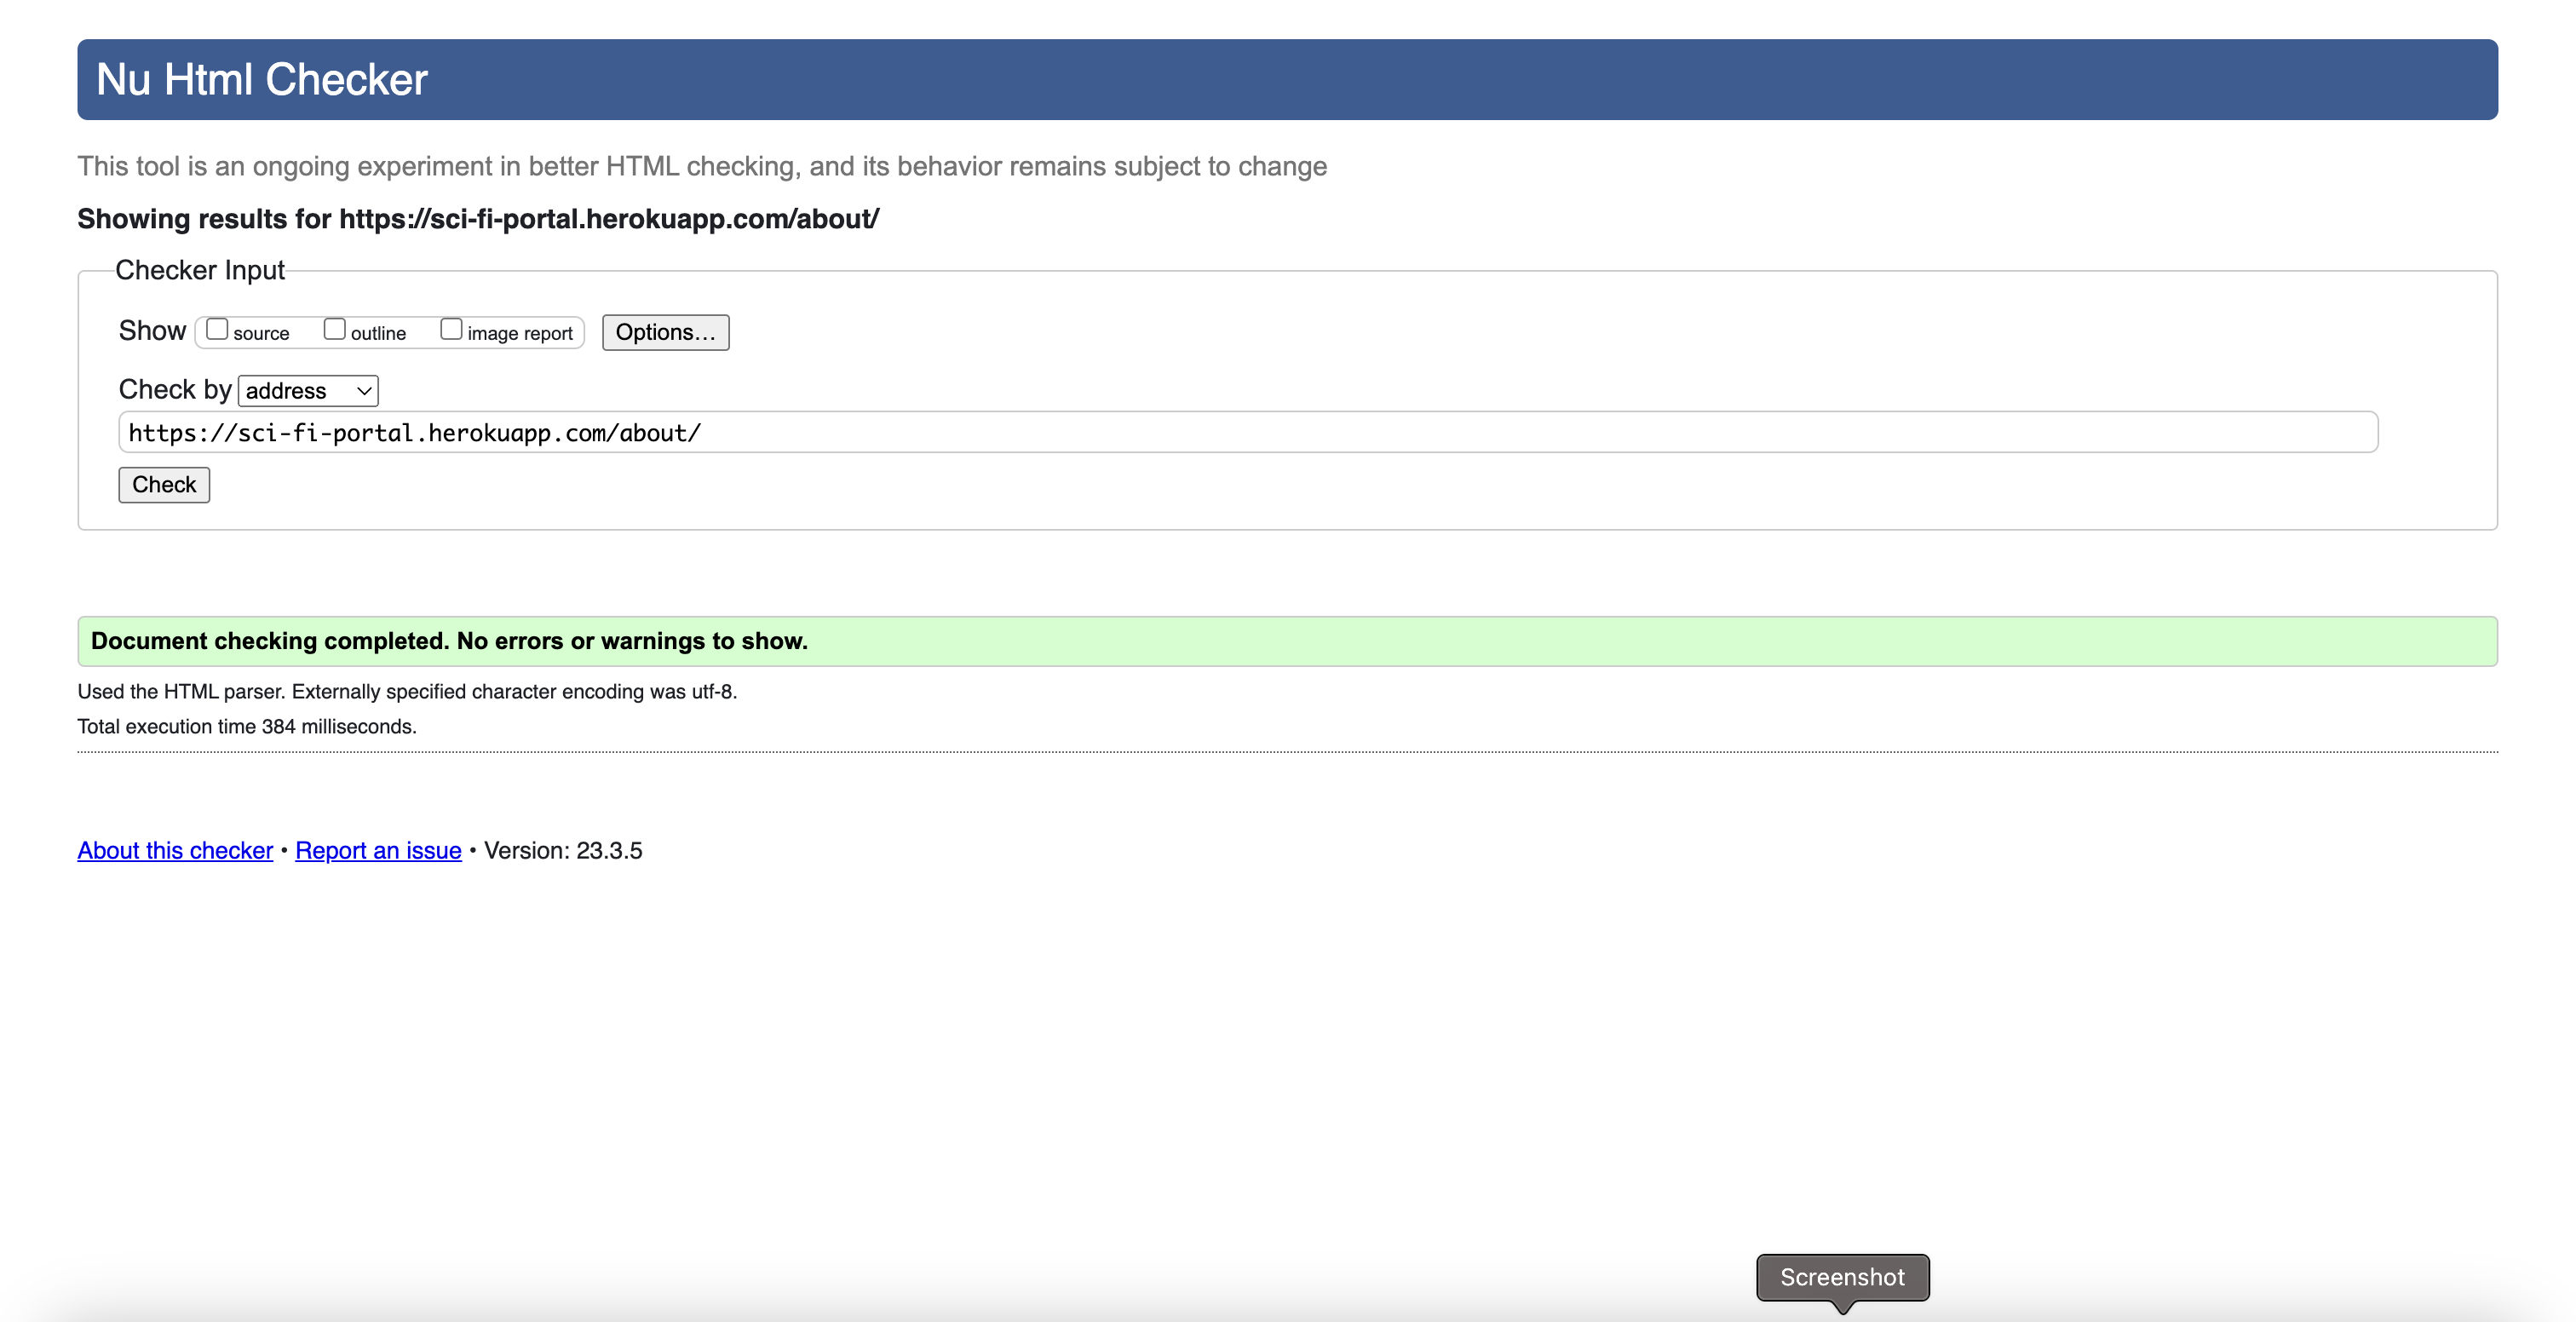 Nu Html Checker
This tool is an ongoing experiment in better HTML checking, and its behavior remains subject to change
Showing results for https://sci-fi-portal.herokuapp.com/about/
Checker Input
Show source outline image report Options...
Check by address
https://sci-fi-portal.herokuapp.com/about/
Check
Document checking completed. No errors or warnings to show.
Used the HTML parser. Externally specified character encoding was utf-8.
Total execution time 384 milliseconds.
About this checker • Report an issue • Version: 23.3.5
Screenshot